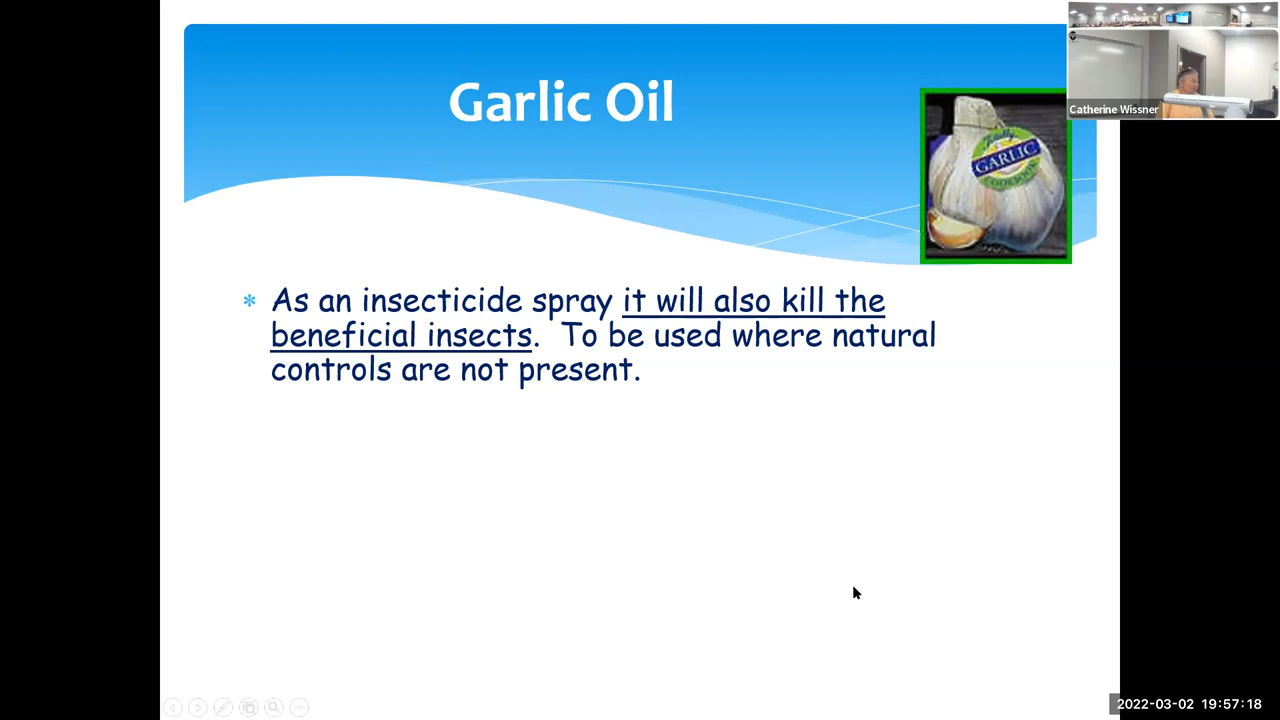 Garlic Oil
GARLIC
Catherine Wissner
* As an insecticide spray it will also kill the
beneficial insects.  To be used where natural
controls are not present.
2022-03-02 19:57:18